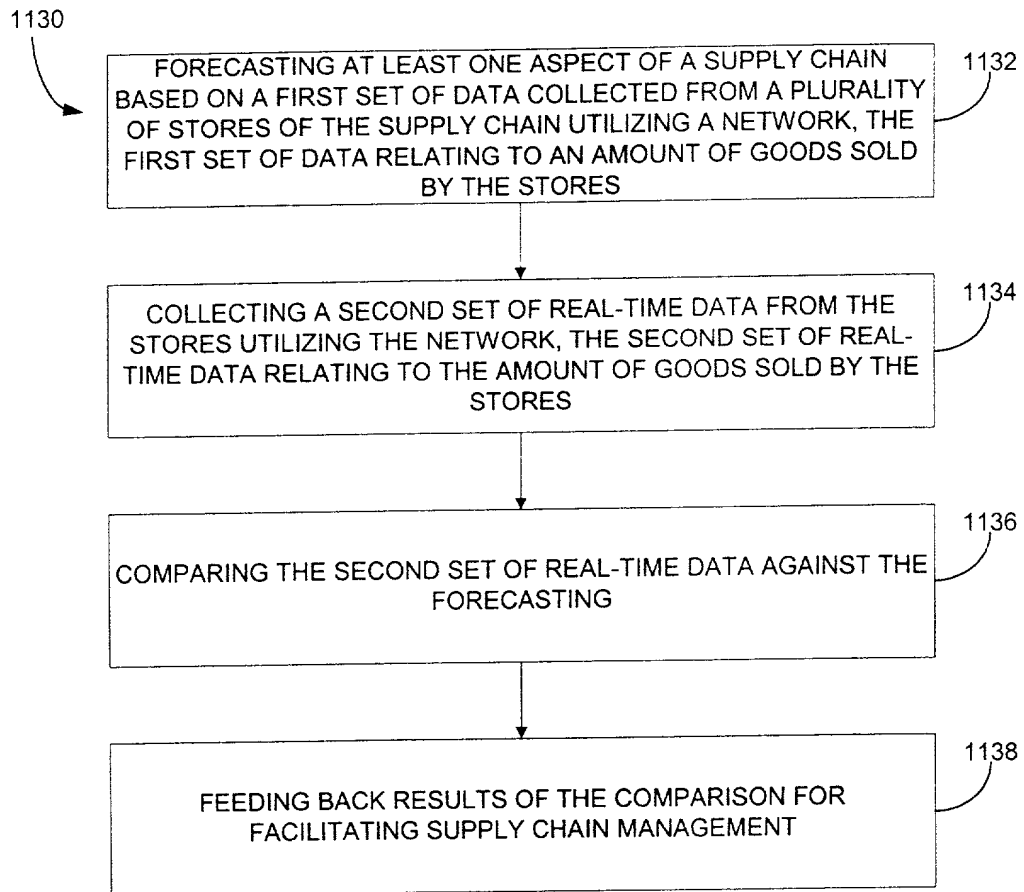 1130
FORECASTING AT LEAST ONE ASPECT OF A SUPPLY CHAIN
BASED ON A FIRST SET OF DATA COLLECTED FROM A PLURALITY
OF STORES OF THE SUPPLY CHAIN UTILIZING A NETWORK, THE
FIRST SET OF DATA RELATING TO AN AMOUNT OF GOODS SOLD
BY THE STORES
1132
COLLECTING A SECOND SET OF REAL-TIME DATA FROM THE
STORES UTILIZING THE NETWORK, THE SECOND SET OF REAL-
TIME DATA RELATING TO THE AMOUNT OF GOODS SOLD BY THE
STORES
1134
COMPARING THE SECOND SET OF REAL-TIME DATA AGAINST THE
FORECASTING
1136
FEEDING BACK RESULTS OF THE COMPARISON FOR
FACILITATING SUPPLY CHAIN MANAGEMENT
1138